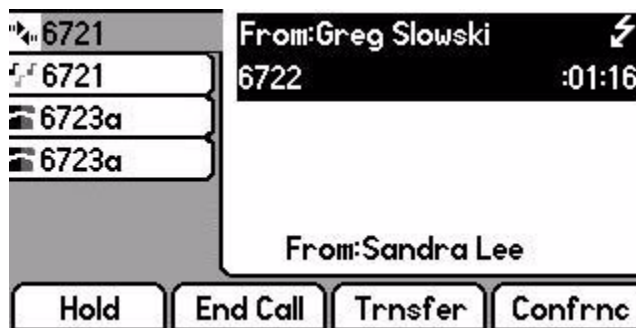 6721
6721
6723a
6723a
From:Greg Slowski
6722 :01:16
From:Sandra Lee
Hold End Call Trnsfer Confrnc